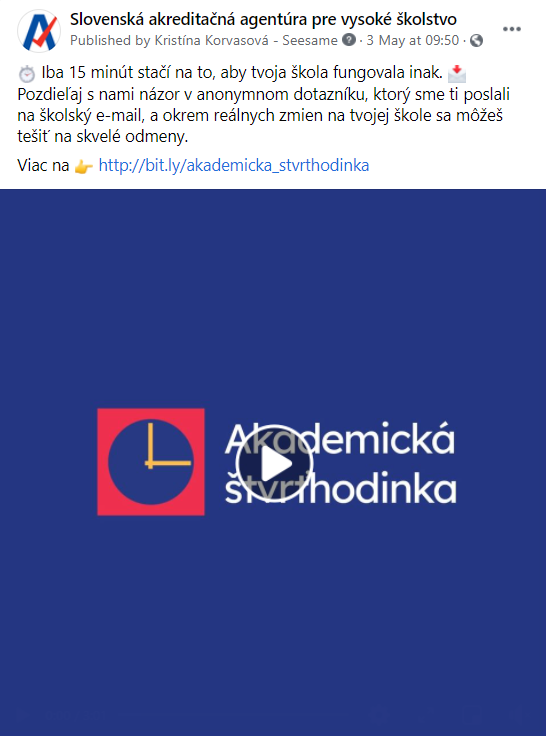 Slovenská akreditačná agentúra pre vysoké školstvo
Published by Kristína Korvasová - Seesame · 3 May at 09:50 ·
Iba 15 minút stačí na to, aby tvoja škola fungovala inak.
Pozdieľaj s nami názor v anonymnom dotazníku, ktorý sme ti poslali
na školský e-mail, a okrem reálnych zmien na tvojej škole sa môžeš
tešiť na skvelé odmeny.
Viac na 👉 http://bit.ly/akademicka_stvrthodinka
Akademická
štvrťhodinka